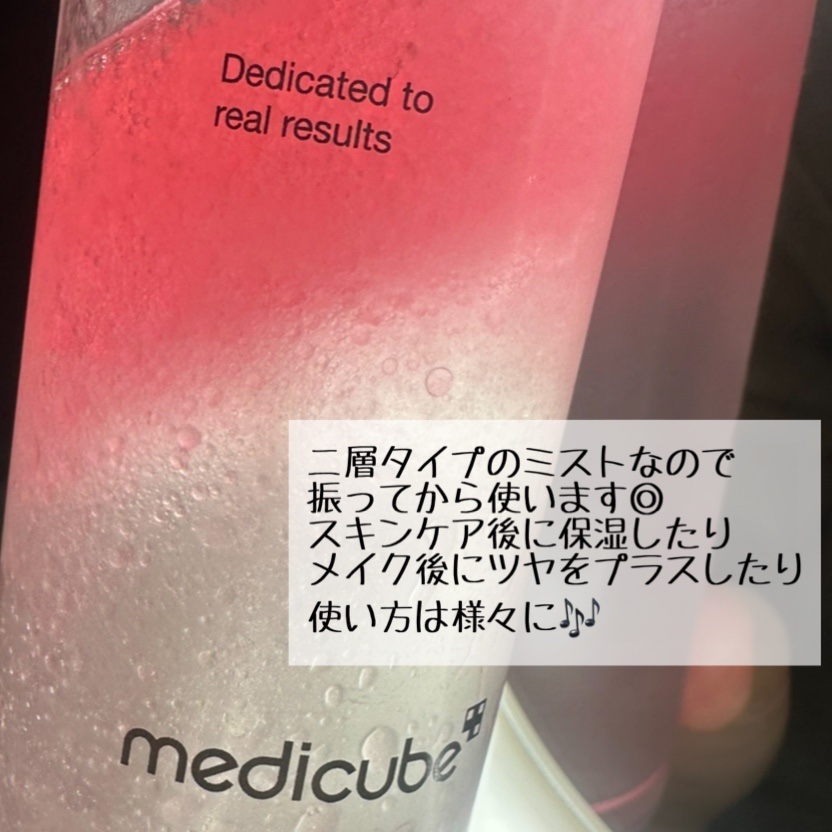 Dedicated to
real results
二層タイプのミストなので
振ってから使います◎
スキンケア後に保湿したり
メイク後にツヤをプラスしたり
使い方は様々に🎶
medicube